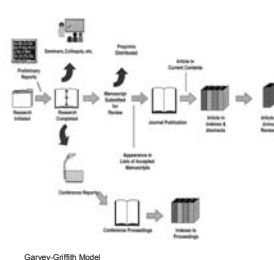 Seminars, Colloquia, etc.
Preprints
Distributed
Preliminary
Reports
Article in
Current Contents
Research
Initiated
Research
Completed
Manuscript
Submitted
for
Review
Journal Publication
Article in
Indexes &
Abstracts
Appearance in
Lists of Accepted
Manuscripts
Conference Reports
Conference Proceedings
Indexes to
Proceedings
Garvey-Griffith Model